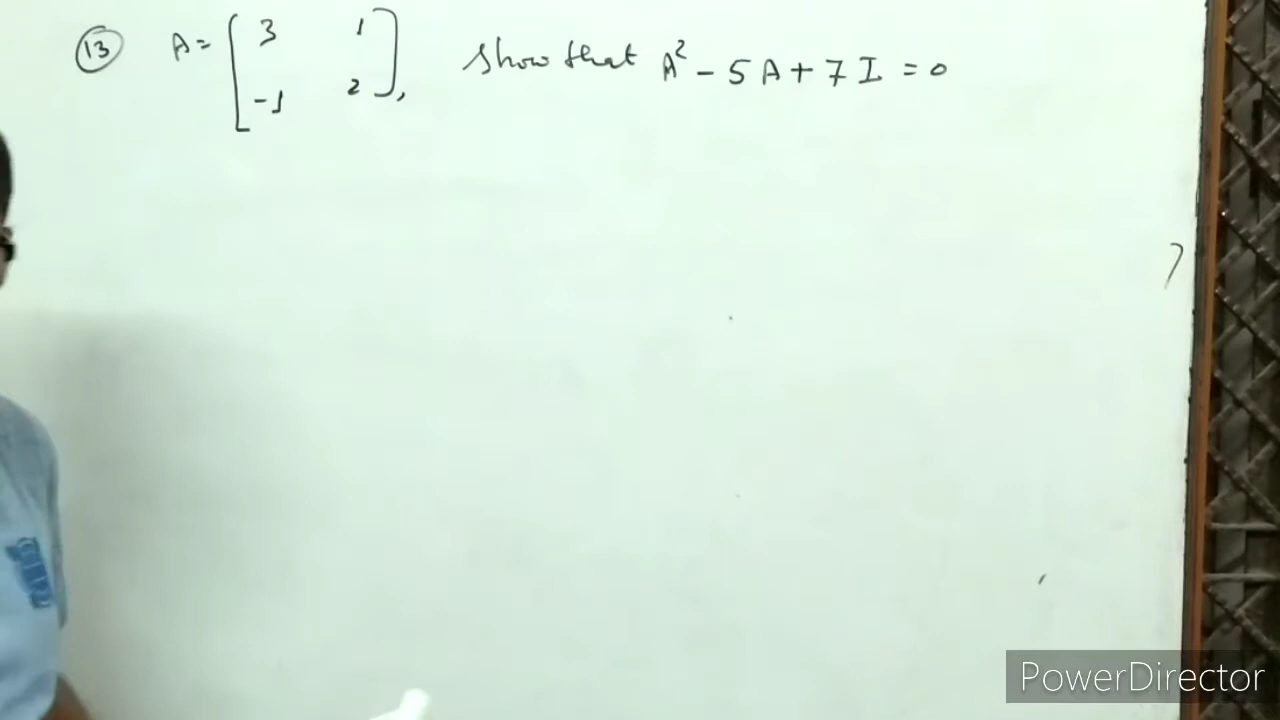 13 A = [ 3 1 ], show that A² - 5A + 7I = 0
-1 2
PowerDirector